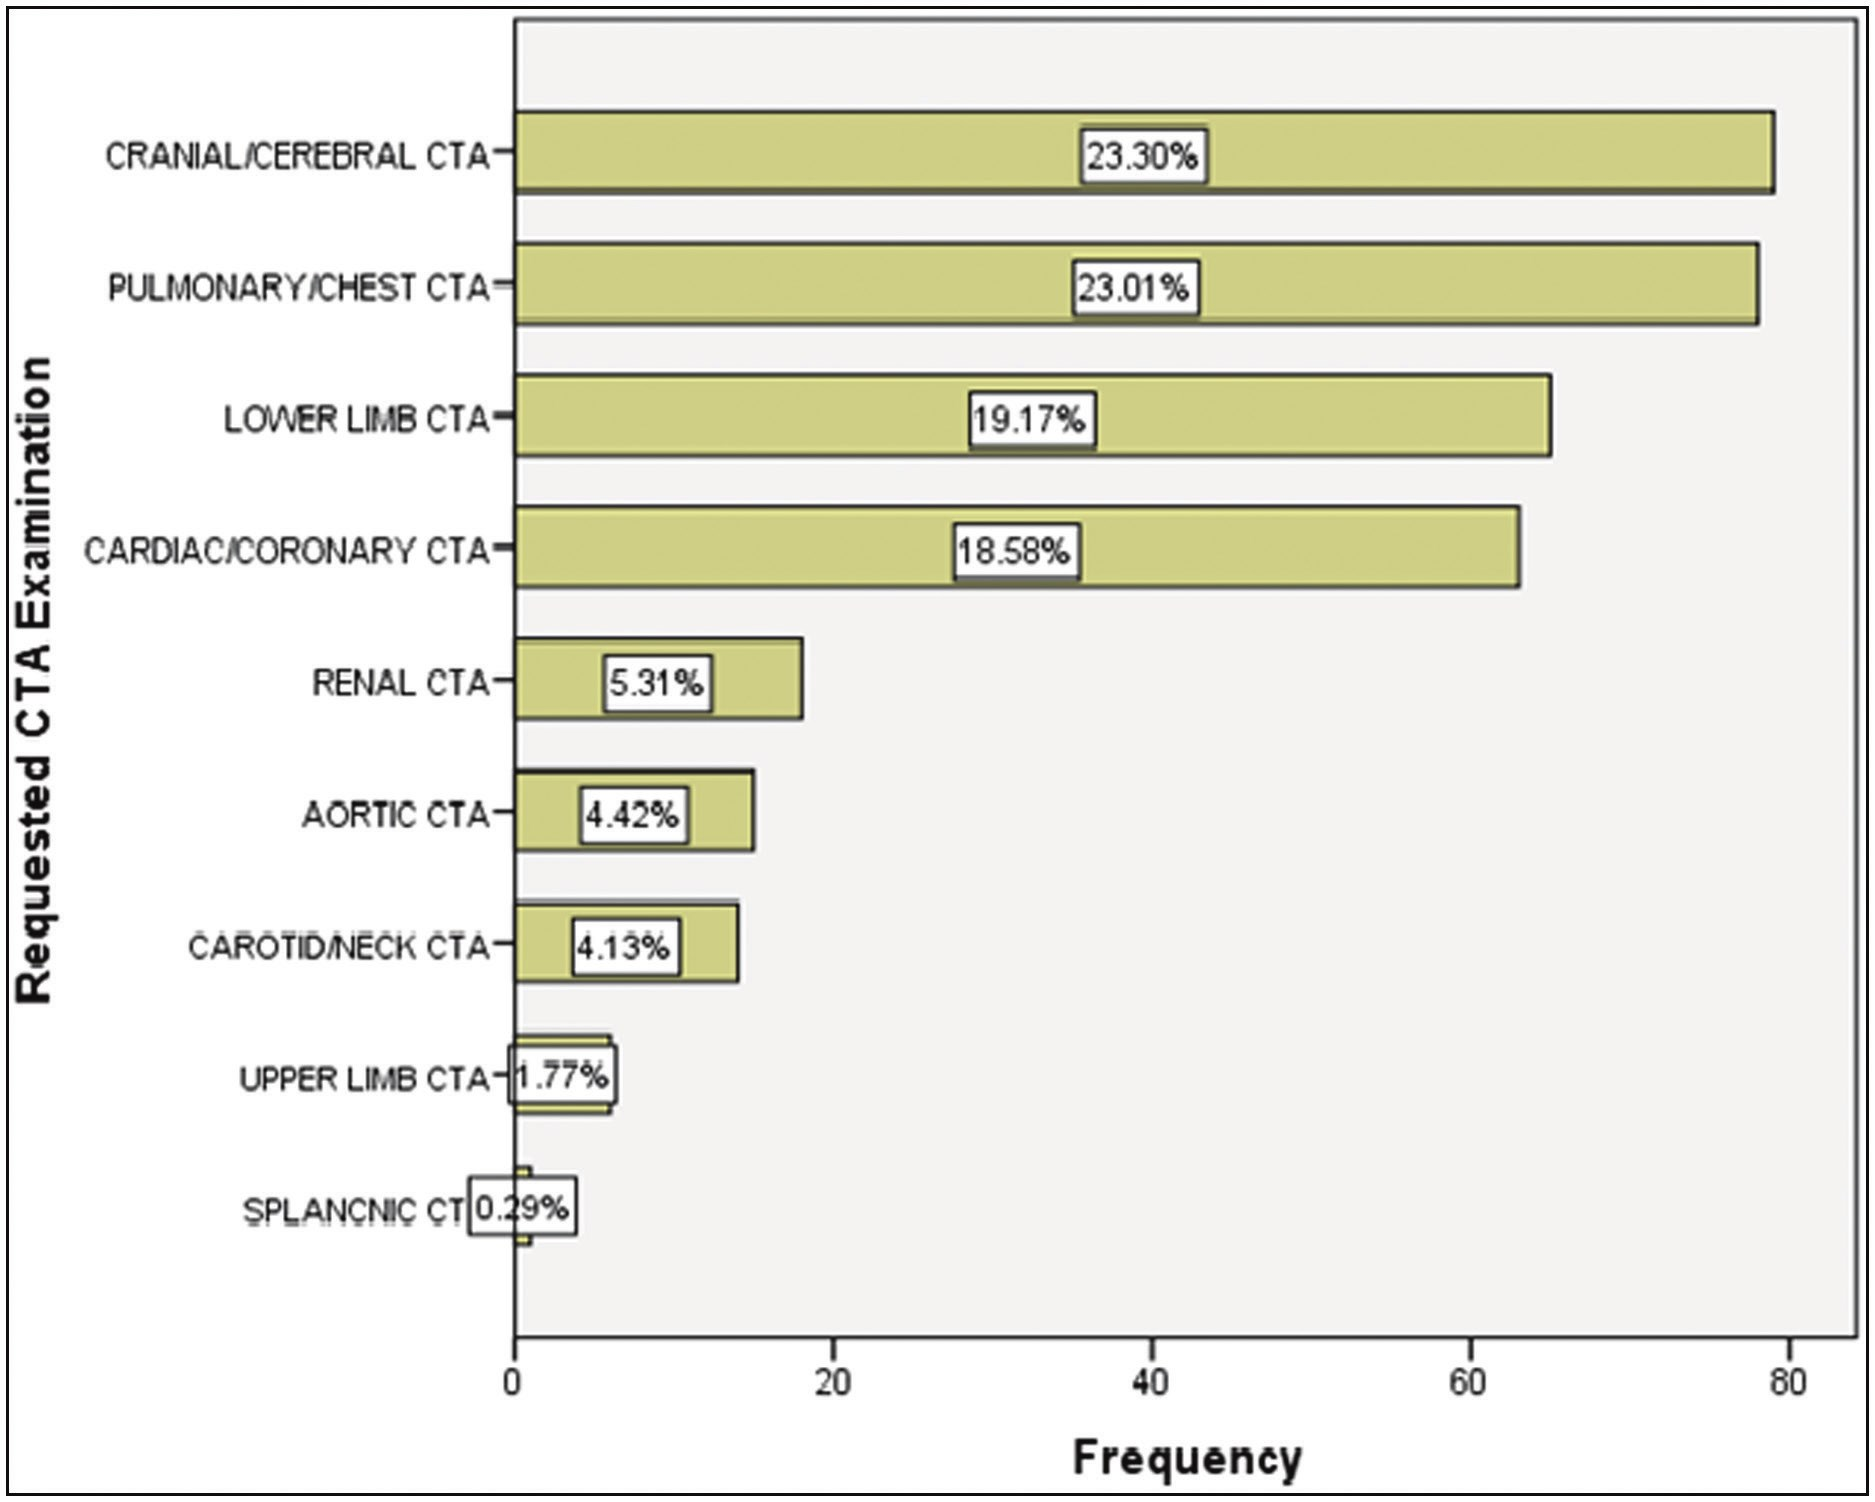 Requested CTA Examination
CRANIAL/CEREBRAL CTA
23.30%
PULMONARY/CHEST CTA
23.01%
LOWER LIMB CTA
19.17%
CARDIAC/CORONARY CTA
18.58%
RENAL CTA
5.31%
AORTIC CTA
4.42%
CAROTID/NECK CTA
4.13%
UPPER LIMB CTA
1.77%
SPLANCNIC CT
0.29%
0 20 40 60 80
Frequency